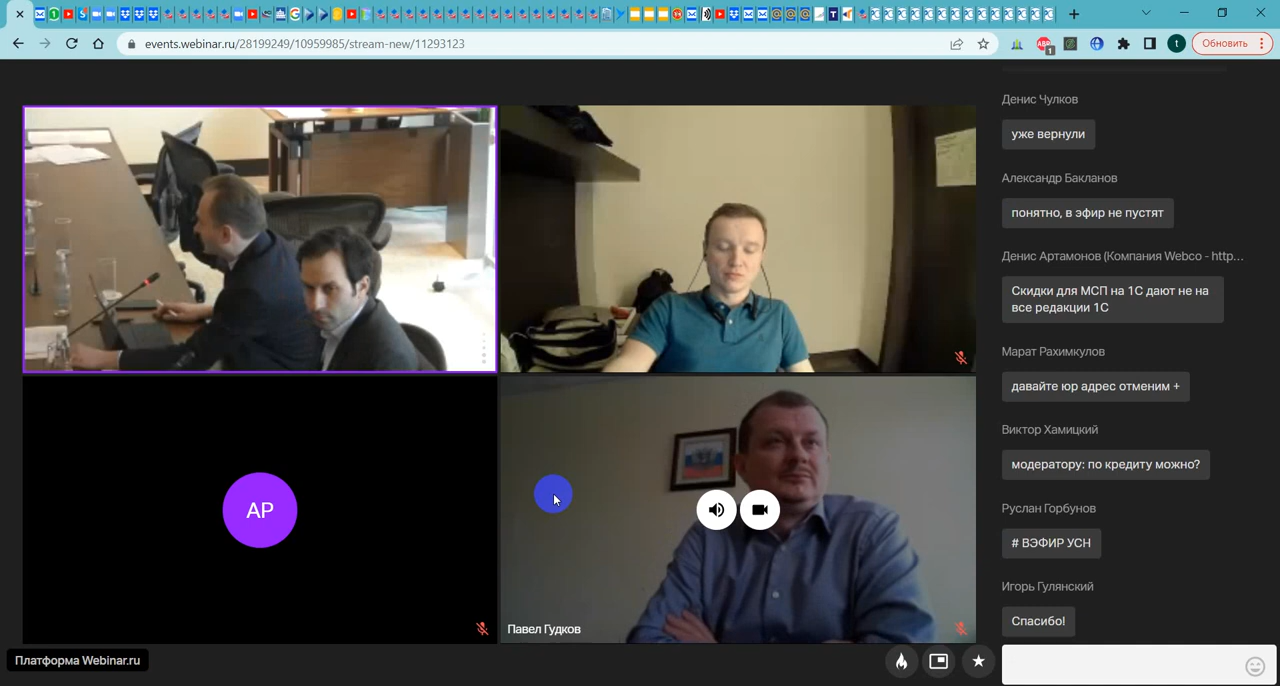 events.webinar.ru/28199249/10959985/stream-new/11293123
ABP
1
t
Обновить
Денис Чулков
уже вернули
Александр Бакланов
понятно, в эфир не пустят
Денис Артамонов (Компания Webco - http...
Скидки для МСП на 1С дают не на
все редакции 1С
Марат Рахимкулов
давайте юр адрес отменим +
Виктор Хамицкий
модератору: по кредиту можно?
Руслан Горбунов
# ВЭФИР УСН
Игорь Гулянский
Спасибо!
AP
Павел Гудков
Платформа Webinar.ru